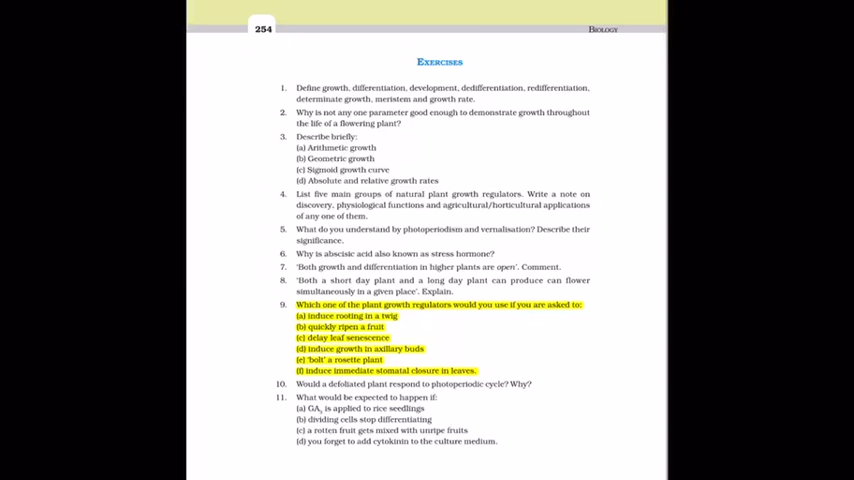 254
BIOLOGY
EXERCISES
1. Define growth, differentiation, development, dedifferentiation, redifferentiation,
determinate growth, meristem and growth rate.
2. Why is not any one parameter good enough to demonstrate growth throughout
the life of a flowering plant?
3. Describe briefly:
(a) Arithmetic growth
(b) Geometric growth
(c) Sigmoid growth curve
(d) Absolute and relative growth rates
4. List five main groups of natural plant growth regulators. Write a note on
discovery, physiological functions and agricultural/horticultural applications
of any one of them.
5. What do you understand by photoperiodism and vernalisation? Describe their
significance.
6. Why is abscisic acid also known as stress hormone?
7. ‘Both growth and differentiation in higher plants are open’. Comment.
8. ‘Both a short day plant and a long day plant can produce can flower
simultaneously in a given place’. Explain.
9. Which one of the plant growth regulators would you use if you are asked to:
(a) induce rooting in a twig
(b) quickly ripen a fruit
(c) delay leaf senescence
(d) induce growth in axillary buds
(e) ‘bolt’ a rosette plant
(f) induce immediate stomatal closure in leaves.
10. Would a defoliated plant respond to photoperiodic cycle? Why?
11. What would be expected to happen if:
(a) GA₃ is applied to rice seedlings
(b) dividing cells stop differentiating
(c) a rotten fruit gets mixed with unripe fruits
(d) you forget to add cytokinin to the culture medium.